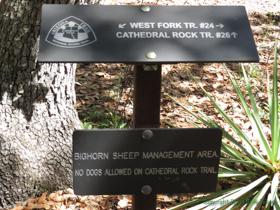 ↙ WEST FORK TR. #24→
CATHEDRAL ROCK TR. #26↑
BIGHORN SHEEP MANAGEMENT AREA
NO DOGS ALLOWED ON CATHEDRAL ROCK TRAIL